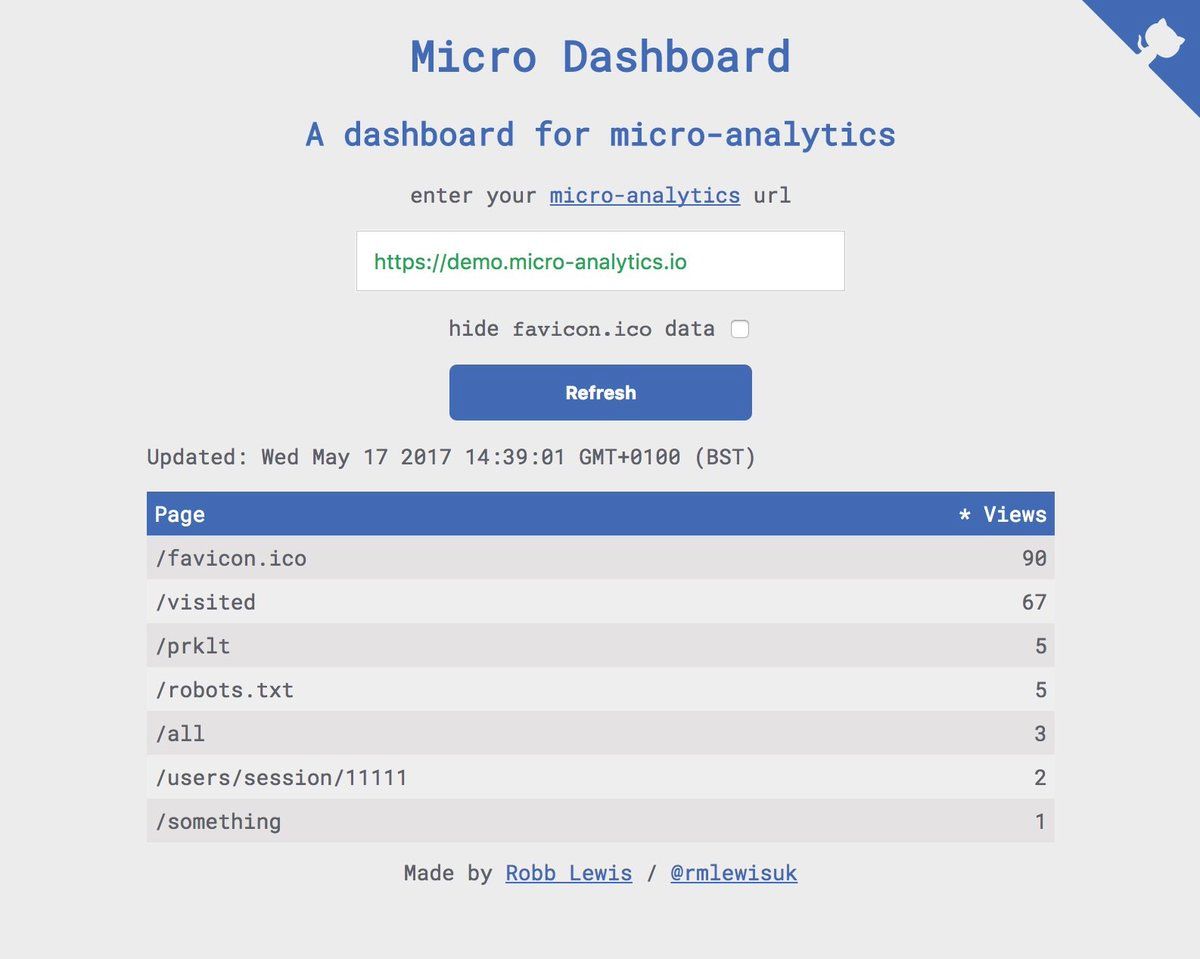 Micro Dashboard
A dashboard for micro-analytics
enter your micro-analytics url
https://demo.micro-analytics.io
hide favicon.ico data
Refresh
Updated: Wed May 17 2017 14:39:01 GMT+0100 (BST)
Page * Views
/favicon.ico 90
/visited 67
/prklt 5
/robots.txt 5
/all 3
/users/session/11111 2
/something 1
Made by Robb Lewis / @rmlewisuk